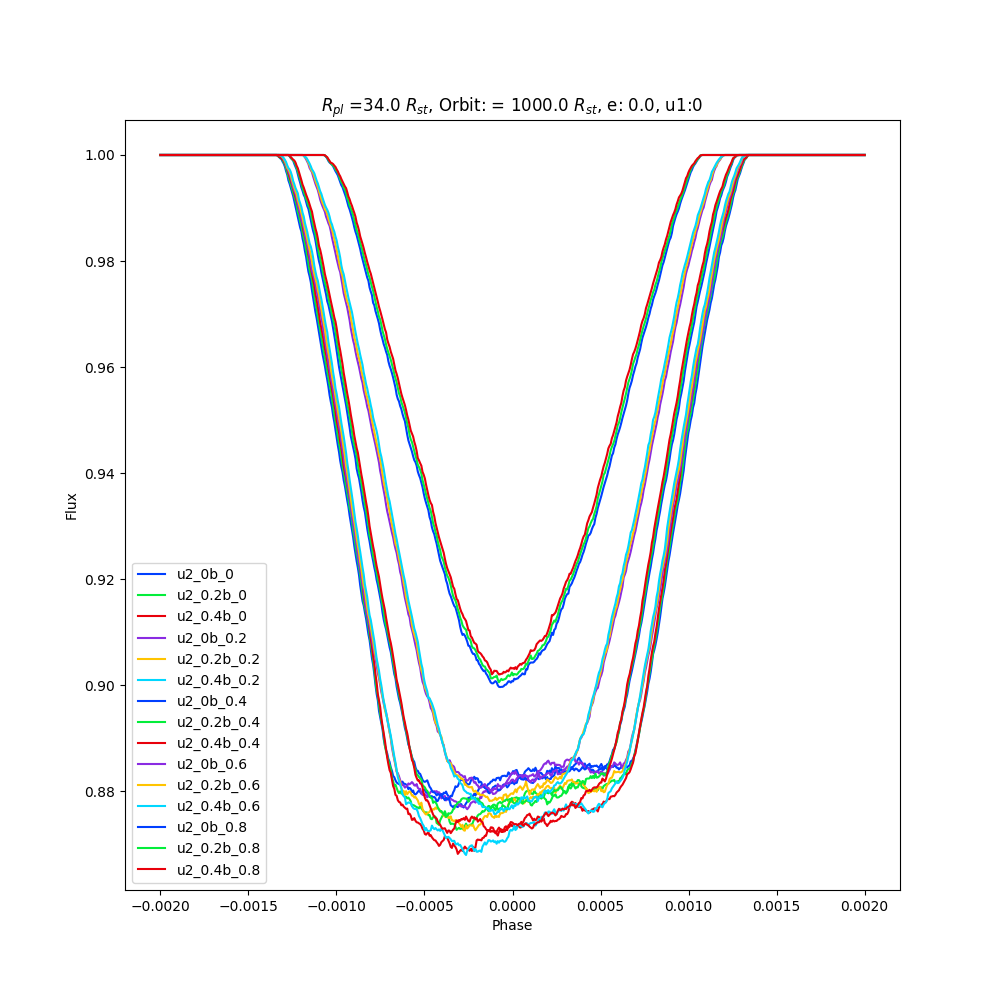 R_pl =34.0 R_st, Orbit: = 1000.0 R_st, e: 0.0, u1:0
1.00
0.98
0.96
0.94
0.92
0.90
0.88
Flux
u2_0b_0
u2_0.2b_0
u2_0.4b_0
u2_0b_0.2
u2_0.2b_0.2
u2_0.4b_0.2
u2_0b_0.4
u2_0.2b_0.4
u2_0.4b_0.4
u2_0b_0.6
u2_0.2b_0.6
u2_0.4b_0.6
u2_0b_0.8
u2_0.2b_0.8
u2_0.4b_0.8
−0.0020 −0.0015 −0.0010 −0.0005 0.0000 0.0005 0.0010 0.0015 0.0020
Phase